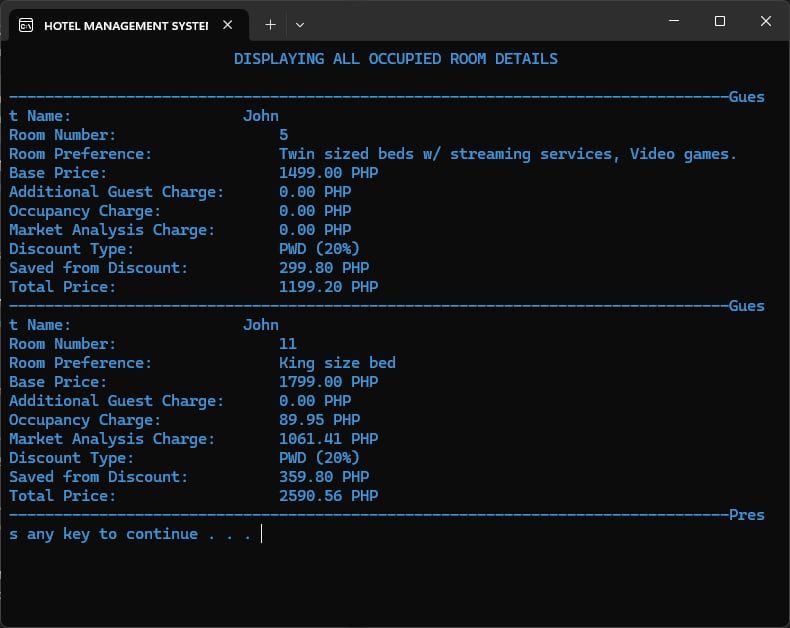 HOTEL MANAGEMENT SYSTEI
DISPLAYING ALL OCCUPIED ROOM DETAILS
--------------------------------------------------------------------------------Gues
t Name: John
Room Number: 5
Room Preference: Twin sized beds w/ streaming services, Video games.
Base Price: 1499.00 PHP
Additional Guest Charge: 0.00 PHP
Occupancy Charge: 0.00 PHP
Market Analysis Charge: 0.00 PHP
Discount Type: PWD (20%)
Saved from Discount: 299.80 PHP
Total Price: 1199.20 PHP
--------------------------------------------------------------------------------Gues
t Name: John
Room Number: 11
Room Preference: King size bed
Base Price: 1799.00 PHP
Additional Guest Charge: 0.00 PHP
Occupancy Charge: 89.95 PHP
Market Analysis Charge: 1061.41 PHP
Discount Type: PWD (20%)
Saved from Discount: 359.80 PHP
Total Price: 2590.56 PHP
--------------------------------------------------------------------------------Pres
s any key to continue . . .